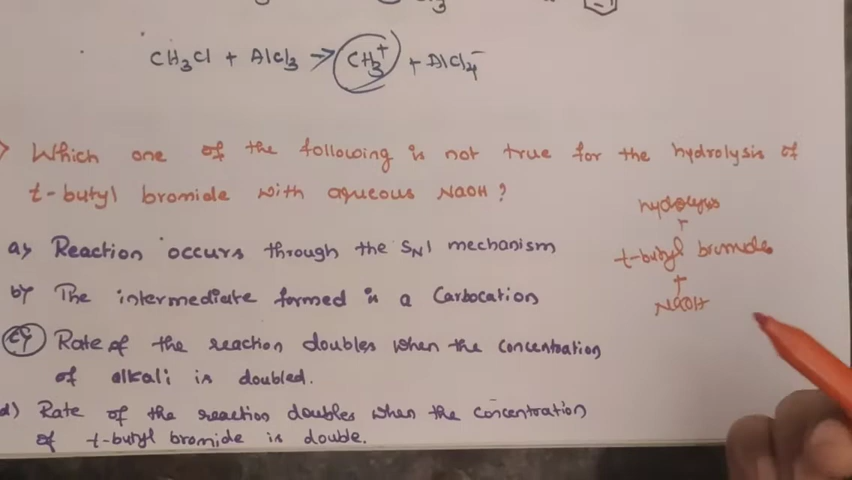 CH3Cl + AlCl3 → CH3+ + AlCl4−
Which one of the following is not true for the hydrolysis of
t-butyl bromide with aqueous NaOH?
a) Reaction occurs through the SN1 mechanism
b) The intermediate formed is a Carbocation
c) Rate of the reaction doubles when the concentration
of alkali is doubled.
d) Rate of the reaction doubles when the concentration
of t-butyl bromide is double.
hydrolysis
+
t-butyl bromide
+
NaOH